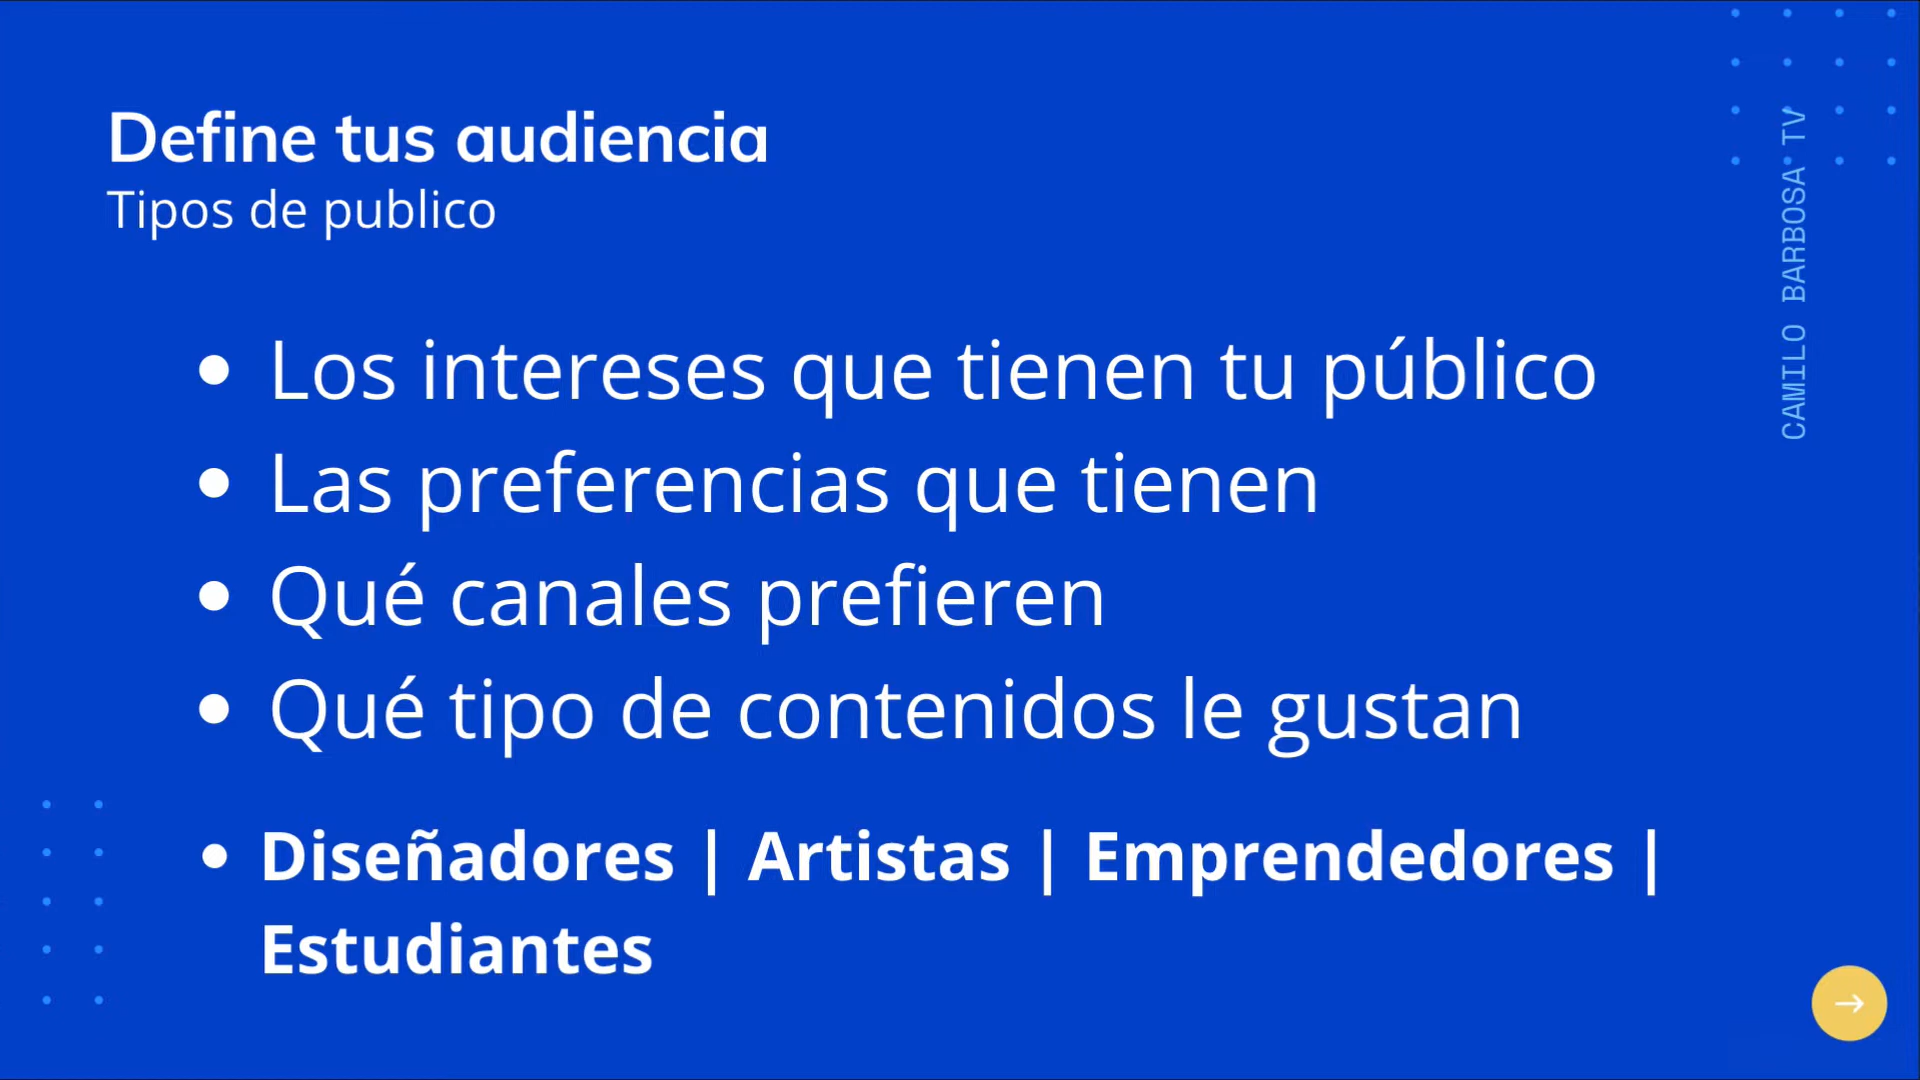 Define tus audiencia
Tipos de publico
CAMILO BARBOSA TV
Los intereses que tienen tu público
Las preferencias que tienen
Qué canales prefieren
Qué tipo de contenidos le gustan
Diseñadores | Artistas | Emprendedores |
Estudiantes